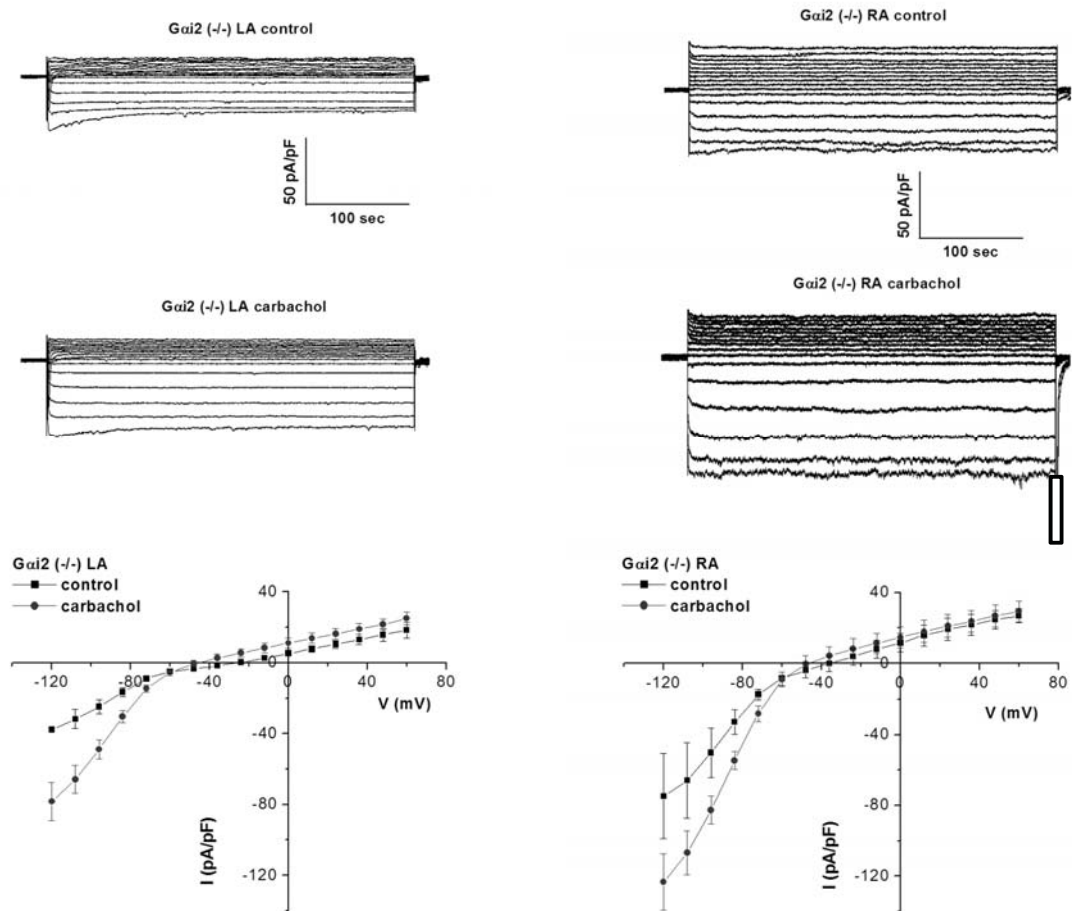 Gαi2 (-/-) LA control
50 pA/pF
100 sec
Gαi2 (-/-) RA control
50 pA/pF
100 sec
Gαi2 (-/-) LA carbachol
Gαi2 (-/-) RA carbachol
Gαi2 (-/-) LA
control
carbachol
40
0
-120 -80 -40 0 40 80
V (mV)
-40
-80
-120
I (pA/pF)
Gαi2 (-/-) RA
control
carbachol
40
0
-120 -80 -40 0 40 80
V (mV)
-40
-80
-120
I (pA/pF)